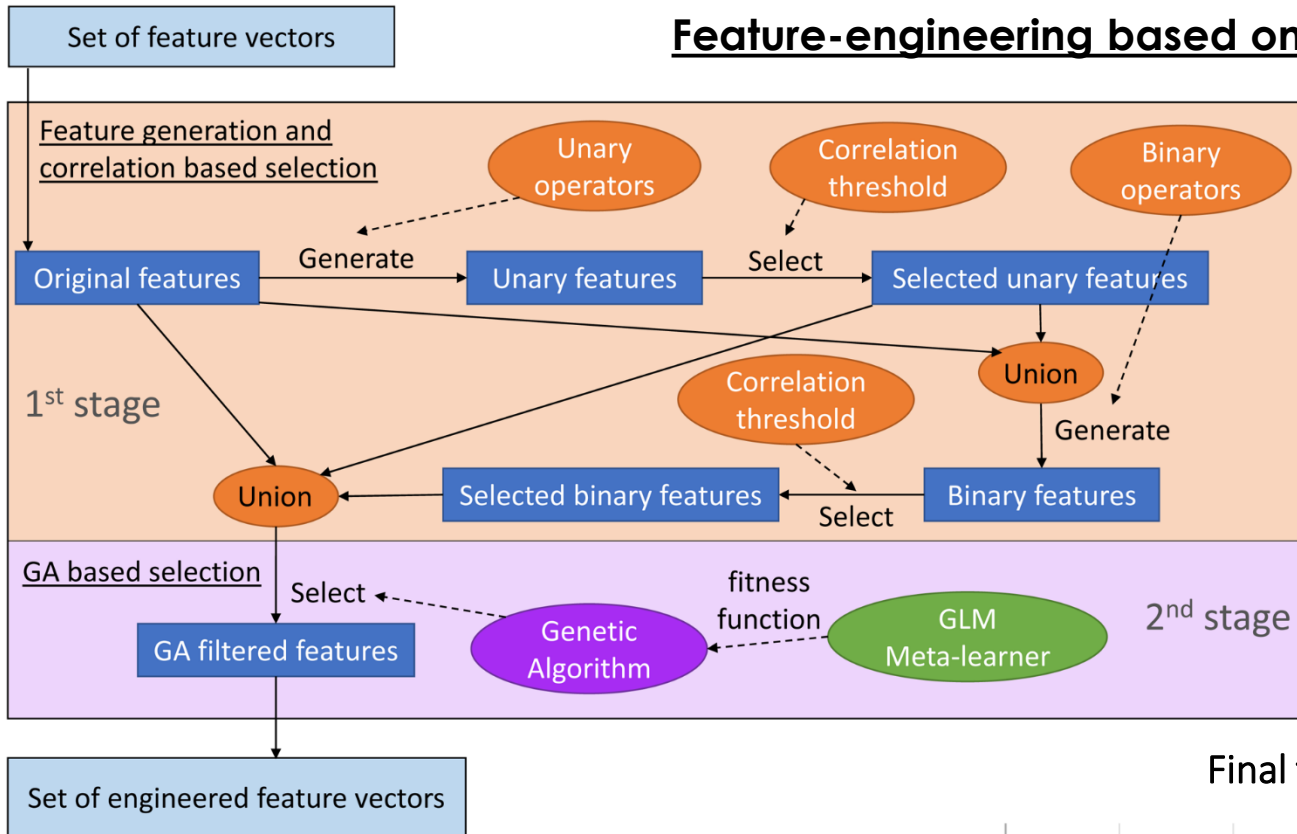 Set of feature vectors
Feature-engineering based on
Feature generation and
correlation based selection
Unary
operators
Correlation
threshold
Binary
operators
Original features
Generate
Unary features
Select
Selected unary features
Union
1st stage
Correlation
threshold
Generate
Union
Selected binary features
Select
Binary features
GA based selection
Select
fitness
function
2nd stage
GA filtered features
Genetic
Algorithm
GLM
Meta-learner
Final
Set of engineered feature vectors